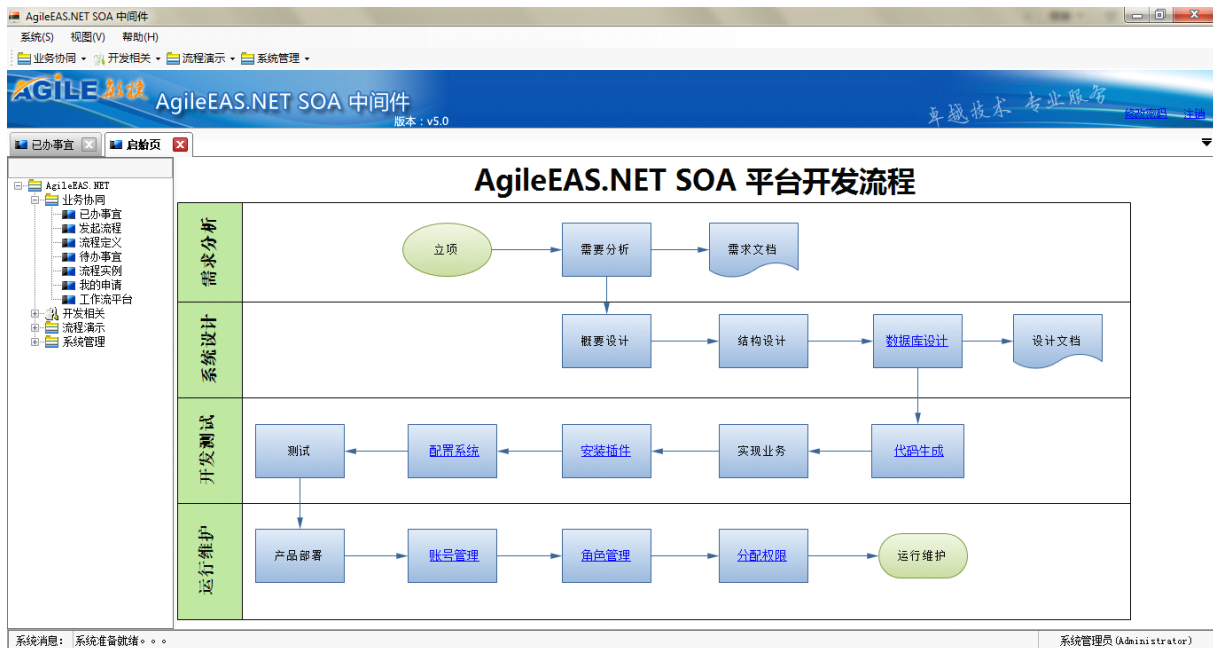 AgileEAS.NET SOA 中间件
系统(S) 视图(V) 帮助(H)
业务协同 开发相关 流程演示 系统管理
AGILE
AgileEAS.NET SOA 中间件
版本：v5.0
卓越技术 专业服务
修改密码 注销
已办事宜 启始页
AgileEAS.NET
业务协同
已办事宜
发起流程
流程定义
待办事宜
流程实例
我的申请
工作流平台
开发相关
流程演示
系统管理
AgileEAS.NET SOA 平台开发流程
需求分析
立项 需要分析 需求文档
系统设计
概要设计 结构设计 数据库设计 设计文档
开发测试
测试 配置系统 安装插件 实现业务 代码生成
运行维护
产品部署 账号管理 角色管理 分配权限 运行维护
系统消息： 系统准备就绪。。。 系统管理员(Administrator)